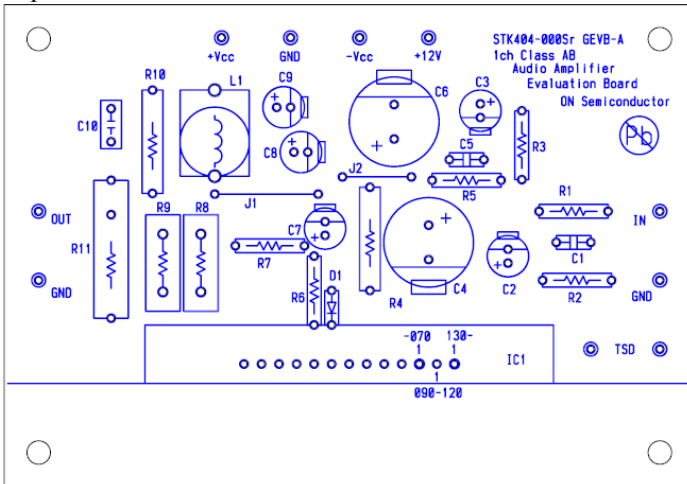 +Vcc GND -Vcc +12V
STK404-000Sr GEVB-A
1ch Class AB
Audio Amplifier
Evaluation Board
ON Semiconductor
Pb
R10 L1 C9 C6 C3
C10 C8 C5 R3
J2
J1 R5
OUT R11 R9 R8 C7 R1 IN
R7 C1
GND R6 D1 R4 C4 C2 R2 GND
-070 130-
1 1
IC1 TSD
1
090-120